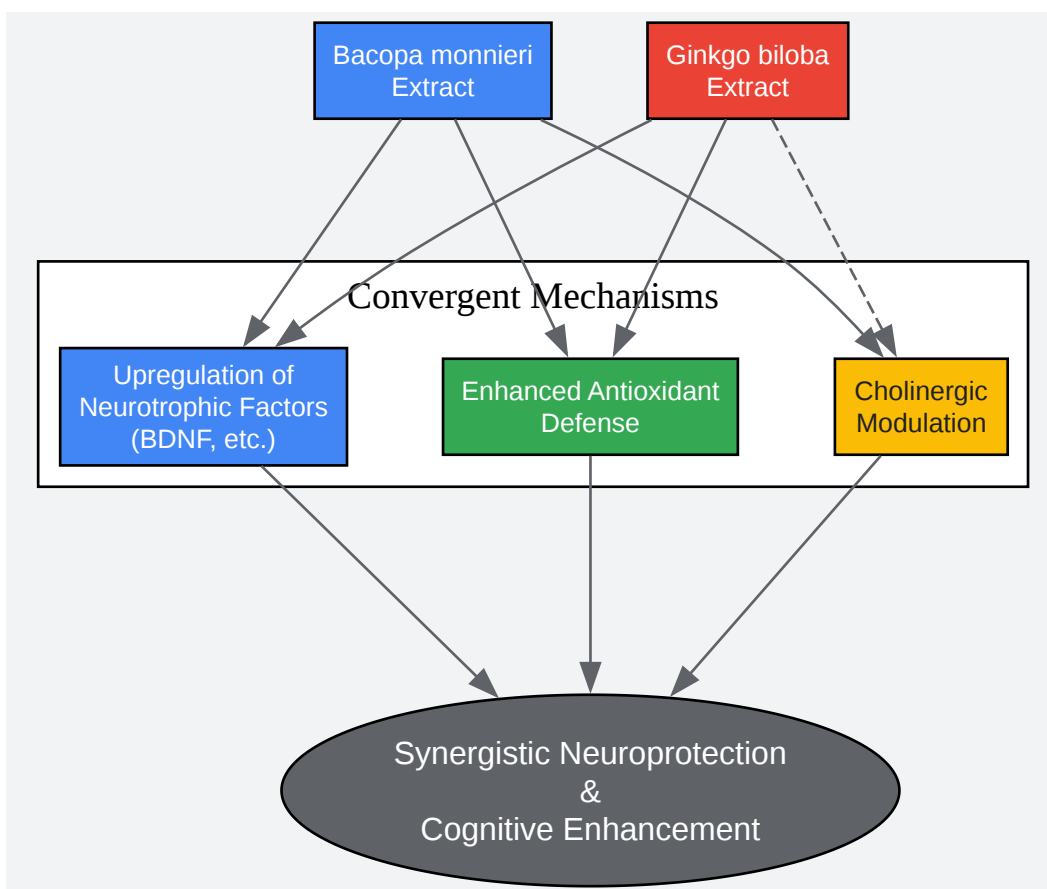 Bacopa monnieri
Extract
Ginkgo biloba
Extract
Convergent Mechanisms
Upregulation of
Neurotrophic Factors
(BDNF, etc.)
Enhanced Antioxidant
Defense
Cholinergic
Modulation
Synergistic Neuroprotection
&
Cognitive Enhancement